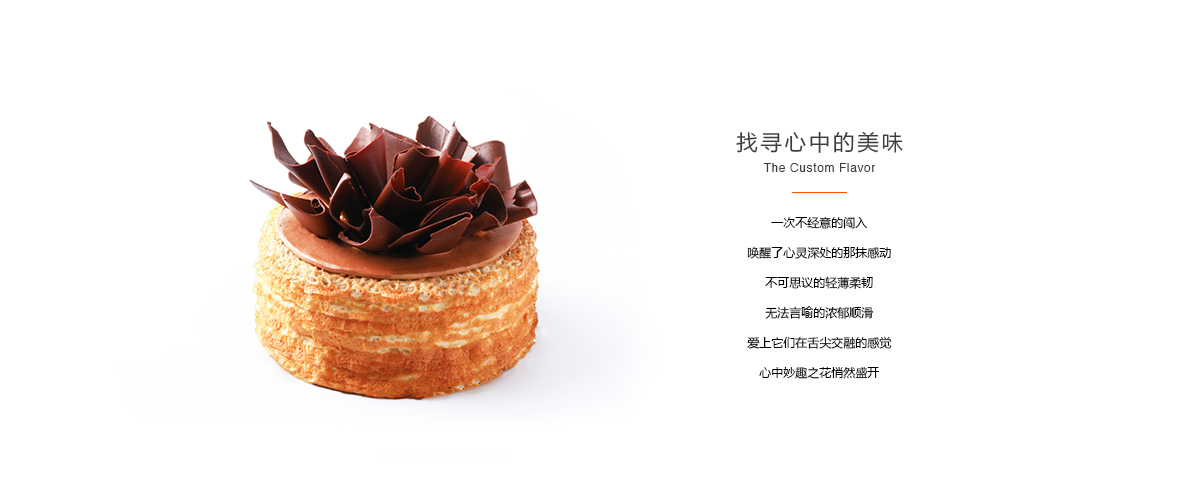 找寻心中的美味
The Custom Flavor
一次不经意的闯入
唤醒了心灵深处的那抹感动
不可思议的轻薄柔韧
无法言喻的浓郁顺滑
爱上它们在舌尖交融的感觉
心中妙趣之花悄然盛开